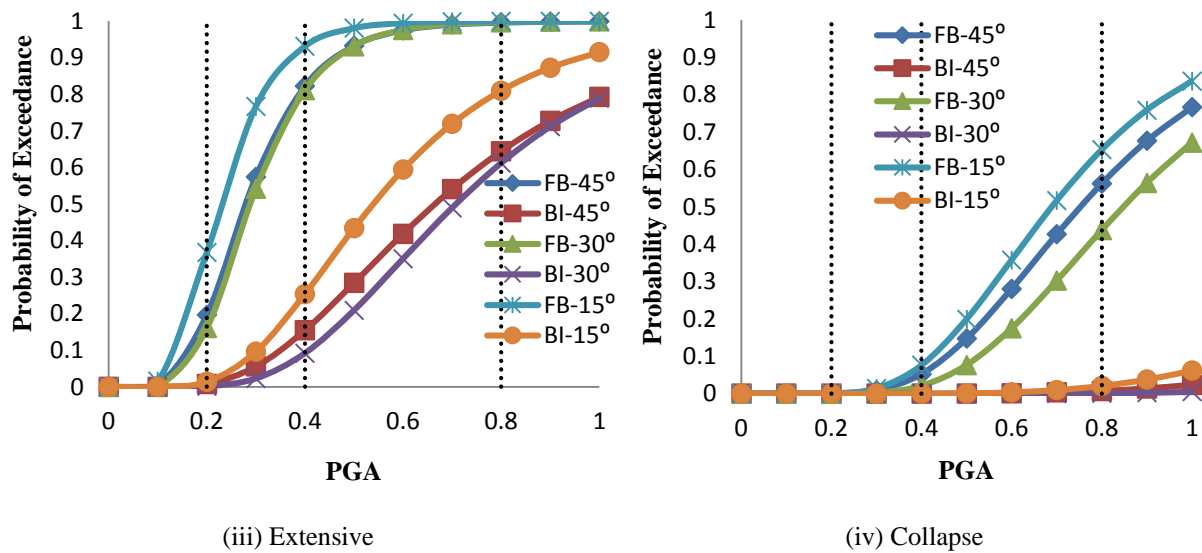 Probability of Exceedance
1
0.9
0.8
0.7
0.6
0.5
0.4
0.3
0.2
0.1
0
0 0.2 0.4 0.6 0.8 1
PGA
FB-45º
BI-45º
FB-30º
BI-30º
FB-15º
BI-15º
(iii) Extensive
Probability of Exceedance
1
0.9
0.8
0.7
0.6
0.5
0.4
0.3
0.2
0.1
0
0 0.2 0.4 0.6 0.8 1
PGA
FB-45º
BI-45º
FB-30º
BI-30º
FB-15º
BI-15º
(iv) Collapse